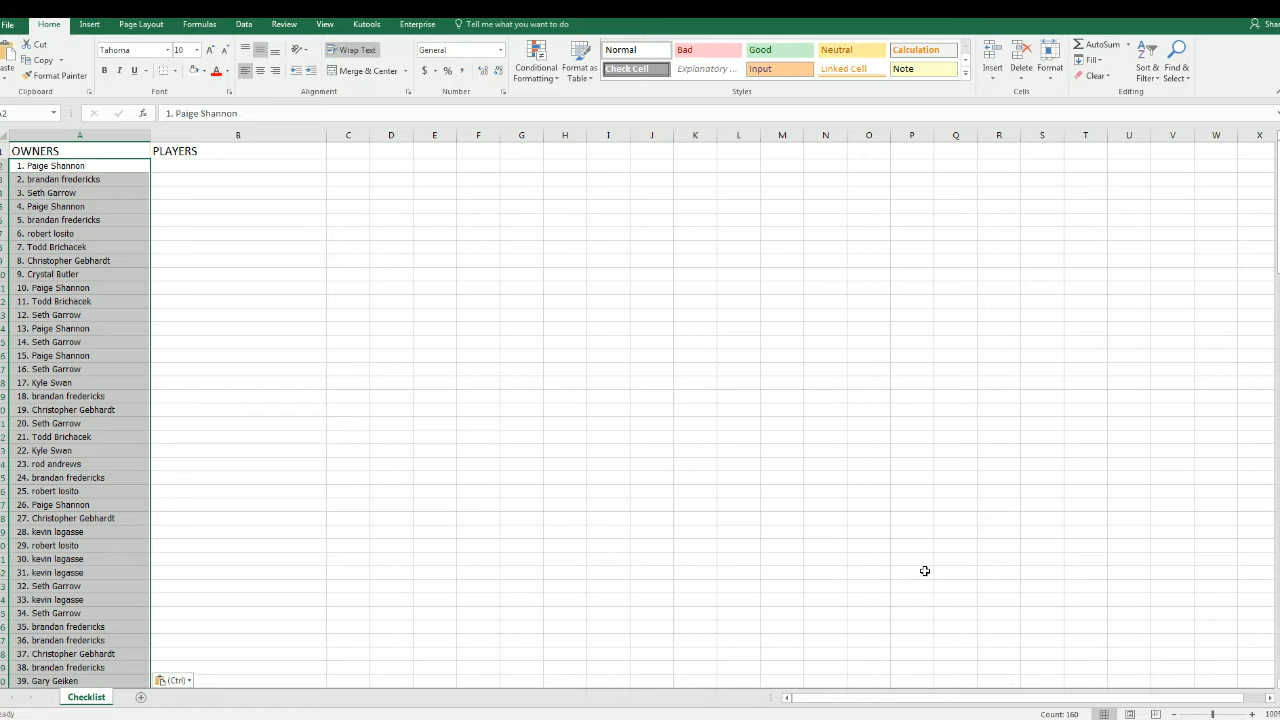 File Home Insert Page Layout Formulas Data Review View Kutools Enterprise Tell me what you want to do
Cut
Copy
Format Painter
Clipboard
Tahoma 10
B I U
Font
Wrap Text
Merge & Center
Alignment
General
$ % ,
Number
Conditional Formatting
Format as Table
Normal Bad Good Neutral Calculation
Check Cell Explanatory ... Input Linked Cell Note
Styles
Insert Delete Format
Cells
AutoSum
Fill
Clear
Sort & Filter
Find & Select
Editing
fx 1. Paige Shannon
A B C D E F G H I J K L M N O P Q R S T U V W X
OWNERS PLAYERS
1. Paige Shannon
2. brandan fredericks
3. Seth Garrow
4. Paige Shannon
5. brandan fredericks
6. robert losito
7. Todd Brichacek
8. Christopher Gebhardt
9. Crystal Butler
10. Paige Shannon
11. Todd Brichacek
12. Seth Garrow
13. Paige Shannon
14. Seth Garrow
15. Paige Shannon
16. Seth Garrow
17. Kyle Swan
18. brandan fredericks
19. Christopher Gebhardt
20. Seth Garrow
21. Todd Brichacek
22. Kyle Swan
23. rod andrews
24. brandan fredericks
25. robert losito
26. Paige Shannon
27. Christopher Gebhardt
28. kevin lagasse
29. robert losito
30. kevin lagasse
31. kevin lagasse
32. Seth Garrow
33. kevin lagasse
34. Seth Garrow
35. brandan fredericks
36. brandan fredericks
37. Christopher Gebhardt
38. brandan fredericks
39. Gary Geiken
(Ctrl)
Checklist
Count: 160